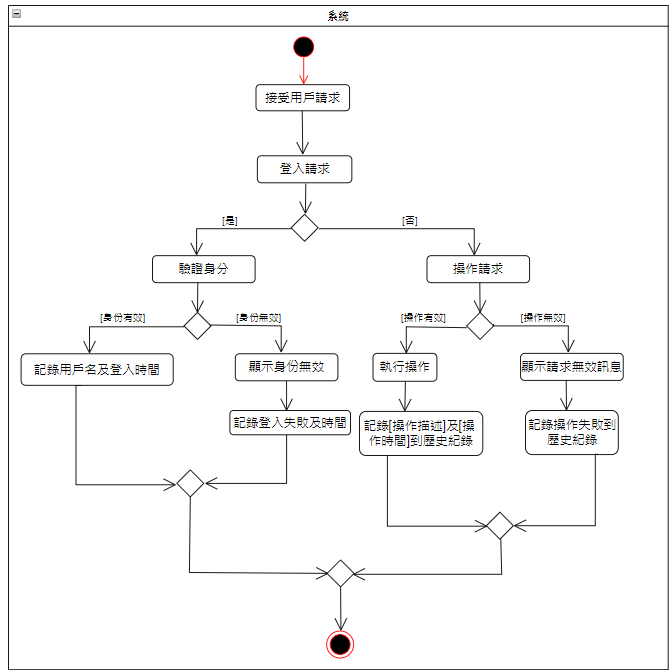 系統
接受用戶請求
登入請求
[是]
[否]
驗證身分
操作請求
[身份有效]
[身份無效]
[操作有效]
[操作無效]
記錄用戶名及登入時間
顯示身份無效
執行操作
顯示請求無效訊息
記錄登入失敗及時間
記錄[操作描述]及[操
作時間]到歷史紀錄
記錄操作失敗到
歷史紀錄